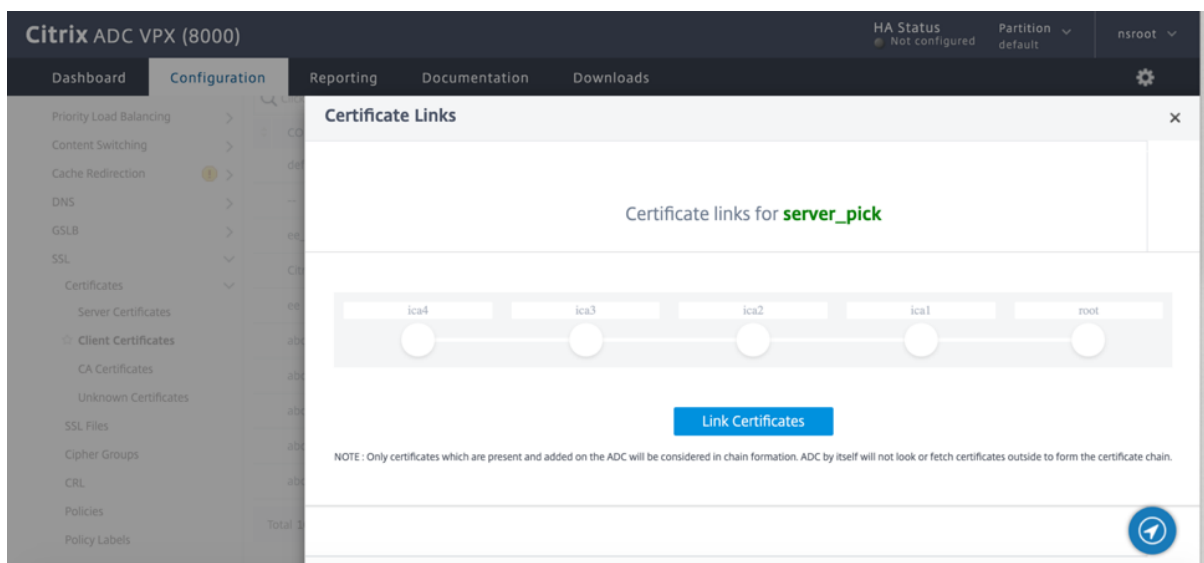 Citrix ADC VPX (8000)
HA Status
Not configured
Partition
default
nsroot
Dashboard
Configuration
Reporting
Documentation
Downloads
Priority Load Balancing
Content Switching
Cache Redirection
DNS
GSLB
SSL
Certificates
Server Certificates
Client Certificates
CA Certificates
Unknown Certificates
SSL Files
Cipher Groups
CRL
Policies
Policy Labels
Total
Certificate Links
Certificate links for server_pick
ica4 ica3 ica2 ica1 root
Link Certificates
NOTE : Only certificates which are present and added on the ADC will be considered in chain formation. ADC by itself will not look or fetch certificates outside to form the certificate chain.